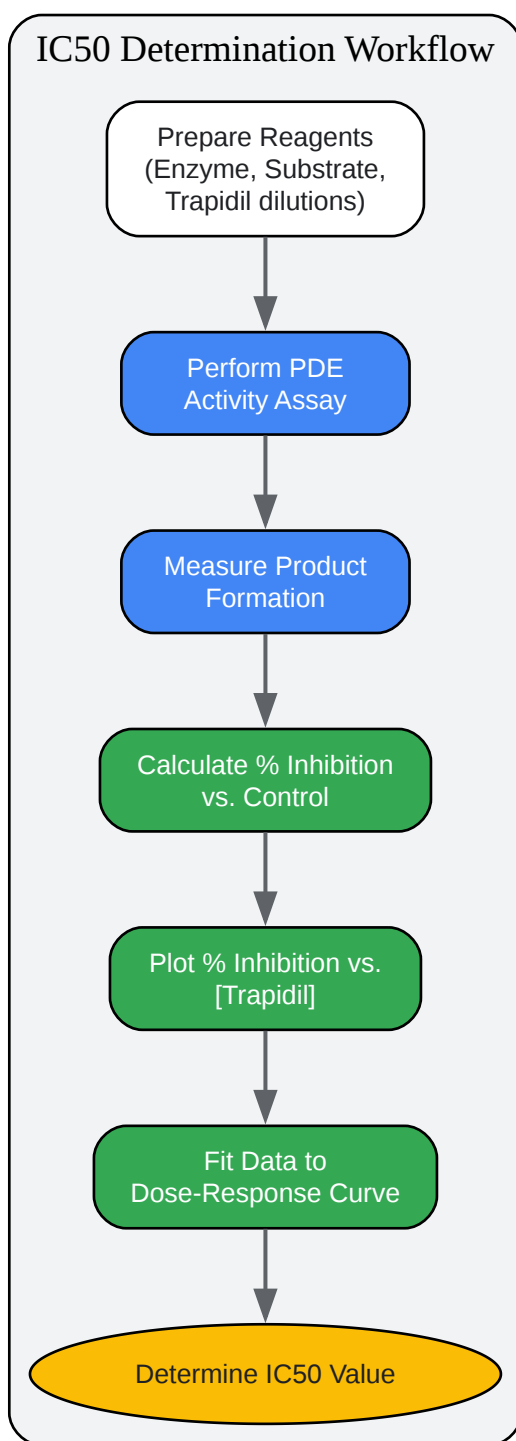 IC50 Determination Workflow
Prepare Reagents
(Enzyme, Substrate,
Trapidil dilutions)
Perform PDE
Activity Assay
Measure Product
Formation
Calculate % Inhibition
vs. Control
Plot % Inhibition vs.
[Trapidil]
Fit Data to
Dose-Response Curve
Determine IC50 Value